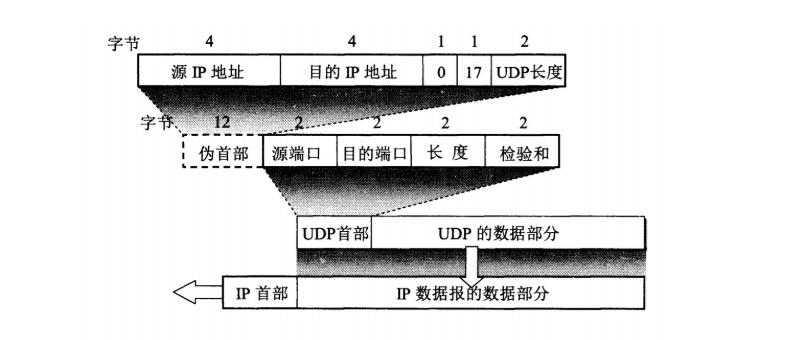 字节 4 4 1 1 2
源 IP 地址 目的 IP 地址 0 17 UDP长度
字节 12 2 2 2 2
伪首部 源端口 目的端口 长 度 检验和
UDP首部 UDP 的数据部分
IP 首部 IP 数据报的数据部分